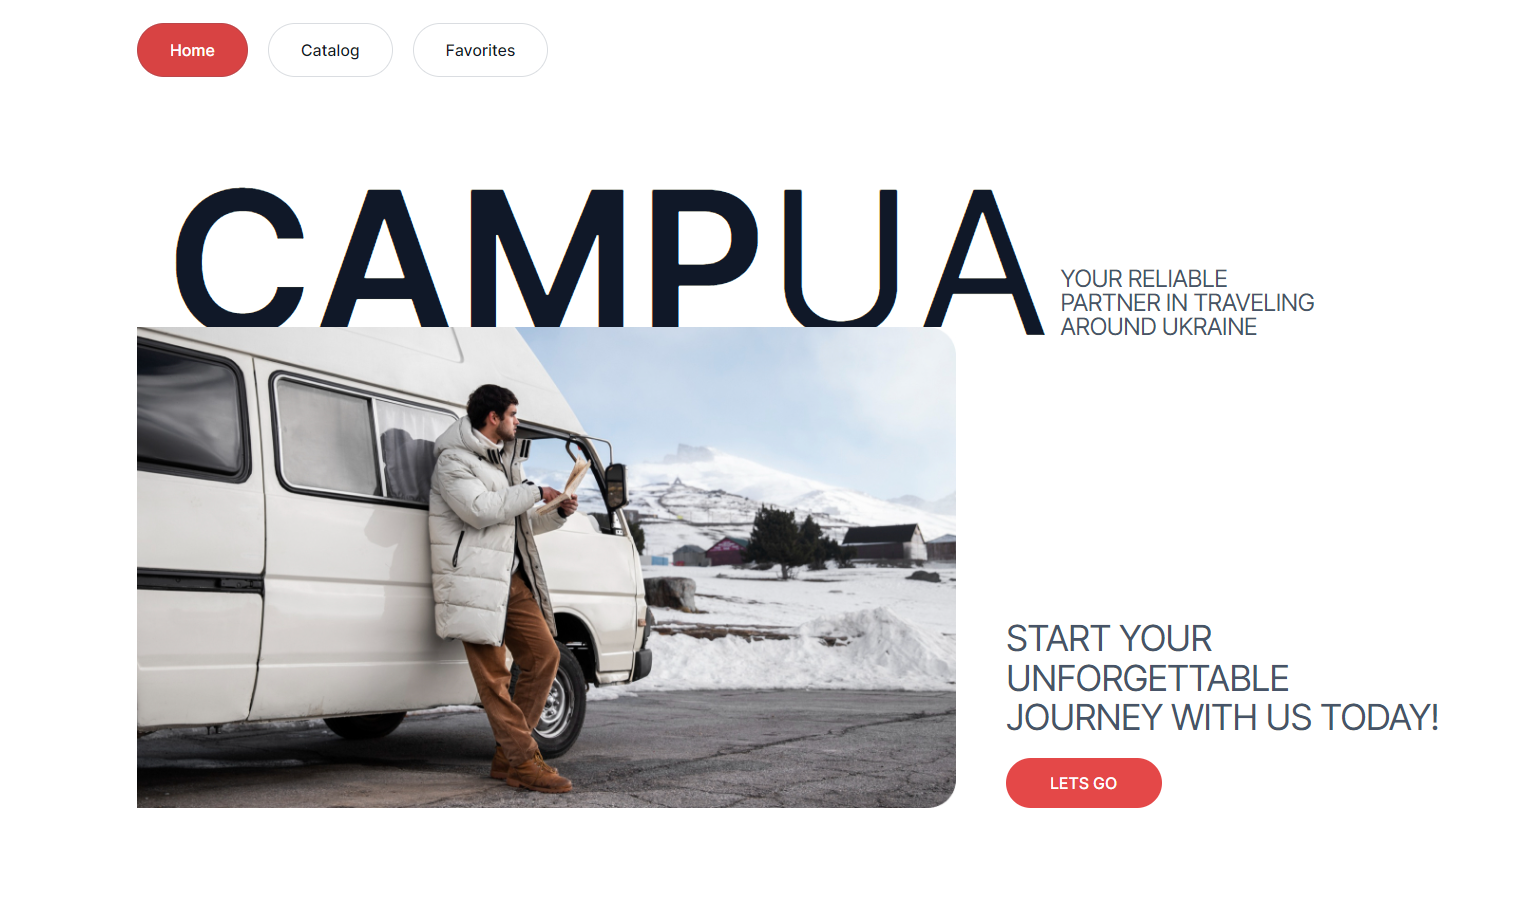 Home
Catalog
Favorites
CAMPUA
YOUR RELIABLE
PARTNER IN TRAVELING
AROUND UKRAINE
START YOUR
UNFORGETTABLE
JOURNEY WITH US TODAY!
LETS GO